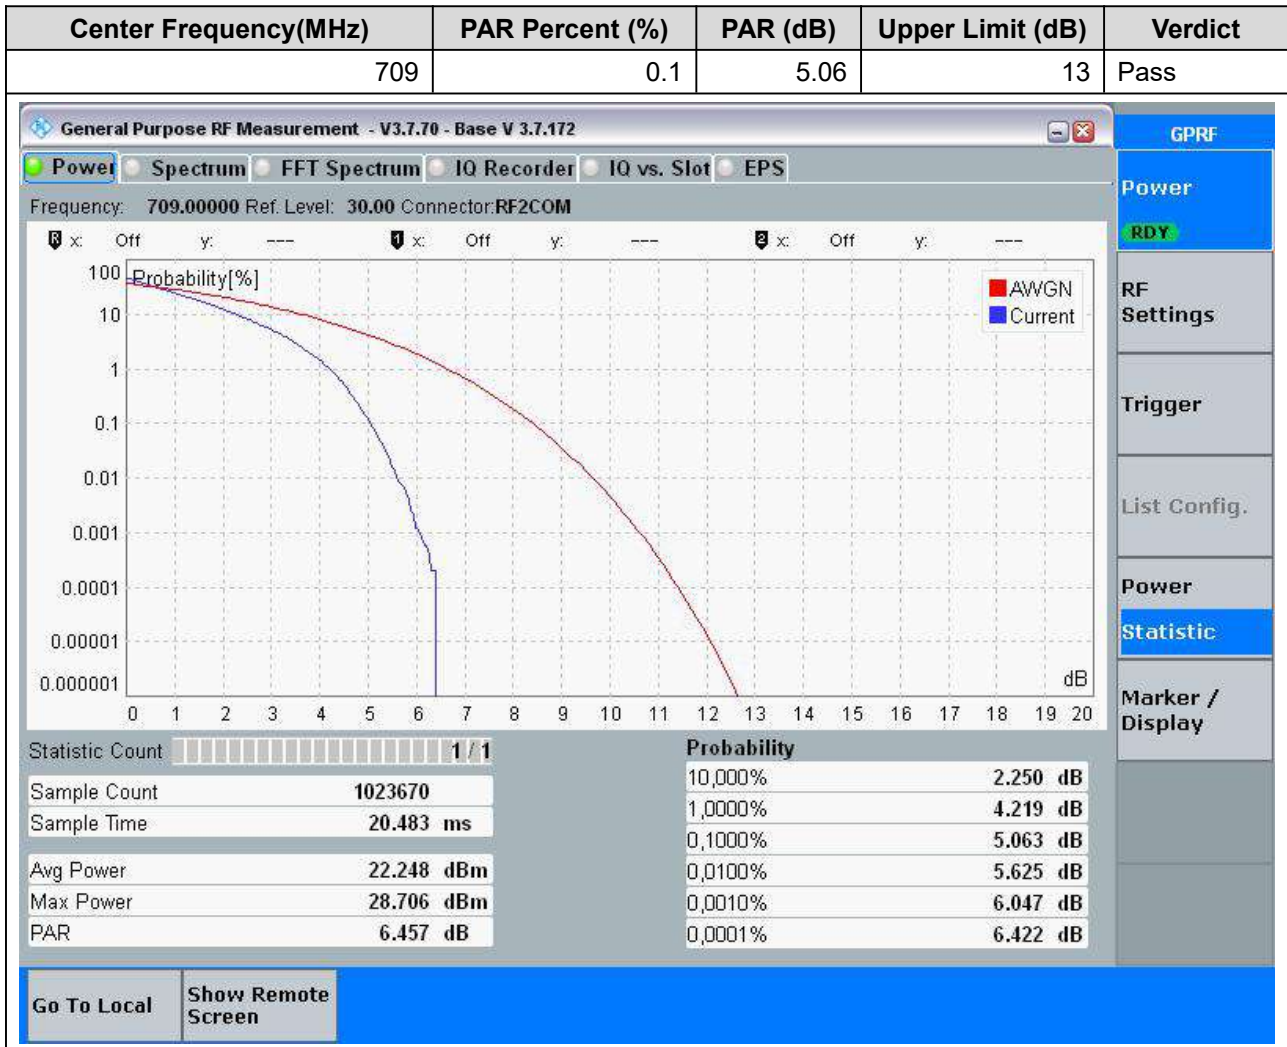 Center Frequency(MHz) PAR Percent (%) PAR (dB) Upper Limit (dB) Verdict
709 0.1 5.06 13 Pass
General Purpose RF Measurement - V3.7.70 - Base V 3.7.172
GPRF
Power Spectrum FFT Spectrum IQ Recorder IQ vs. Slot EPS
Power
RDY
Frequency: 709.00000 Ref. Level: 30.00 Connector:RF2COM
R x: Off y: --- 1 x: Off y: --- 2 x: Off y: ---
Probability[%]
AWGN
Current
100
10
1
0.1
0.01
0.001
0.0001
0.00001
0.000001
dB
0 1 2 3 4 5 6 7 8 9 10 11 12 13 14 15 16 17 18 19 20
RF
Settings
Trigger
List Config.
Power
Statistic
Marker /
Display
Statistic Count 1 / 1
Sample Count 1023670
Sample Time 20.483 ms
Avg Power 22.248 dBm
Max Power 28.706 dBm
PAR 6.457 dB
Probability
10,000% 2.250 dB
1,0000% 4.219 dB
0,1000% 5.063 dB
0,0100% 5.625 dB
0,0010% 6.047 dB
0,0001% 6.422 dB
Go To Local
Show Remote
Screen